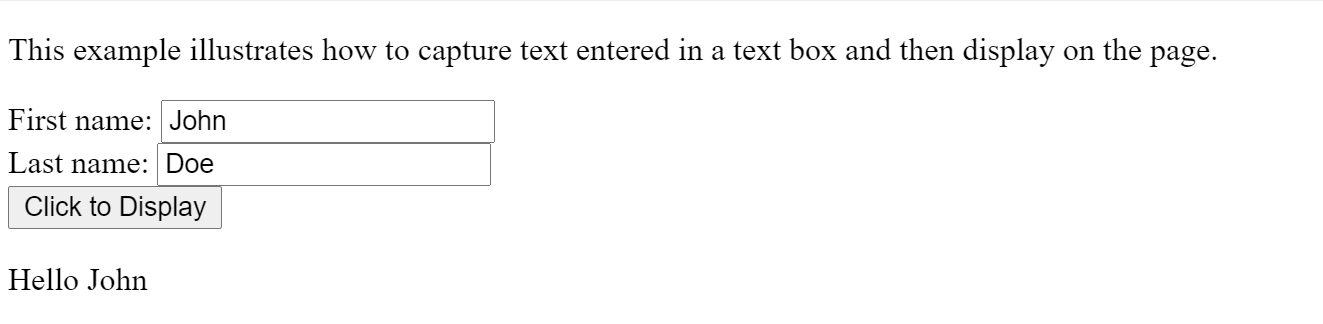 This example illustrates how to capture text entered in a text box and then display on the page.
First name: John
Last name: Doe
Click to Display
Hello John